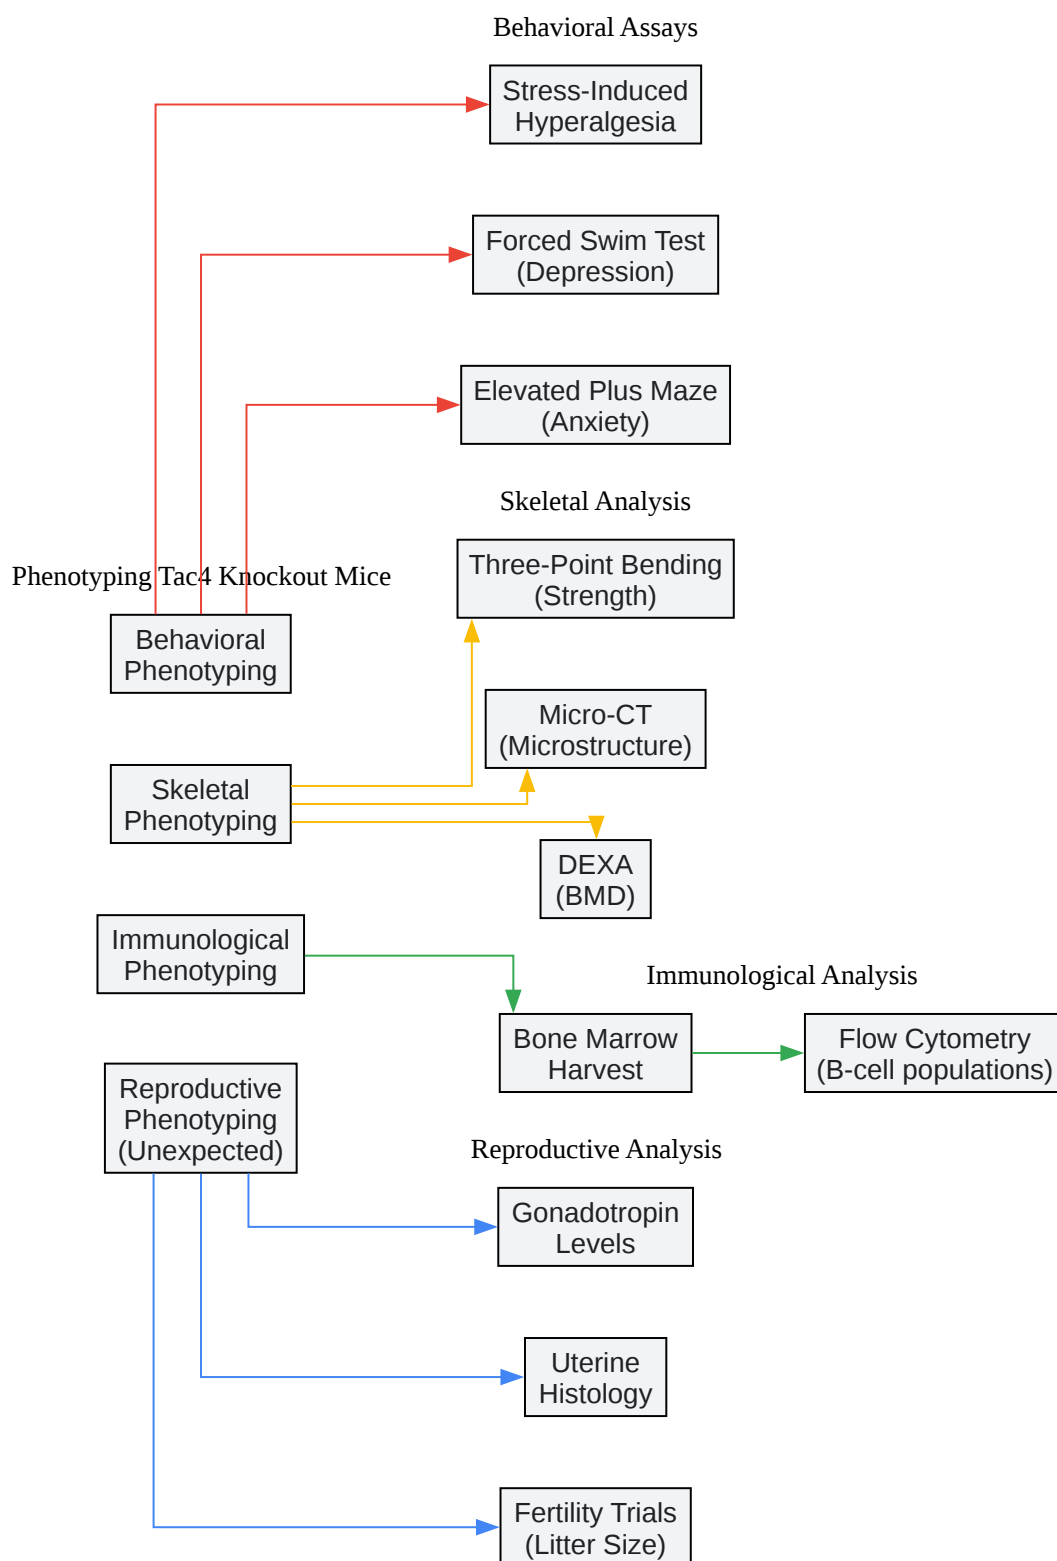 Behavioral Assays
Stress-Induced
Hyperalgesia
Forced Swim Test
(Depression)
Elevated Plus Maze
(Anxiety)
Skeletal Analysis
Three-Point Bending
(Strength)
Phenotyping Tac4 Knockout Mice
Behavioral
Phenotyping
Micro-CT
(Microstructure)
Skeletal
Phenotyping
DEXA
(BMD)
Immunological
Phenotyping
Immunological Analysis
Bone Marrow
Harvest
Flow Cytometry
(B-cell populations)
Reproductive
Phenotyping
(Unexpected)
Reproductive Analysis
Gonadotropin
Levels
Uterine
Histology
Fertility Trials
(Litter Size)